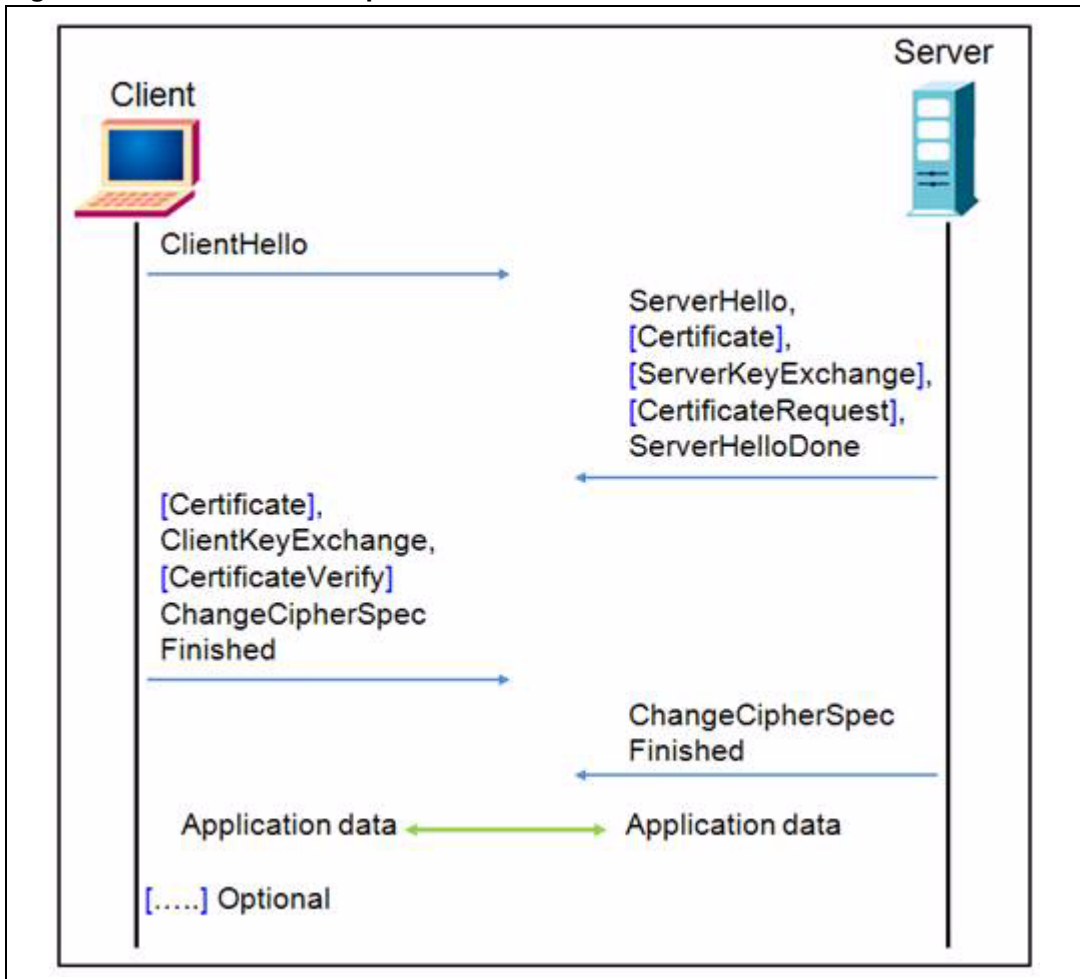 Server
Client
ClientHello
ServerHello,
[Certificate],
[ServerKeyExchange],
[CertificateRequest],
ServerHelloDone
[Certificate],
ClientKeyExchange,
[CertificateVerify]
ChangeCipherSpec
Finished
ChangeCipherSpec
Finished
Application data
Application data
[.....] Optional